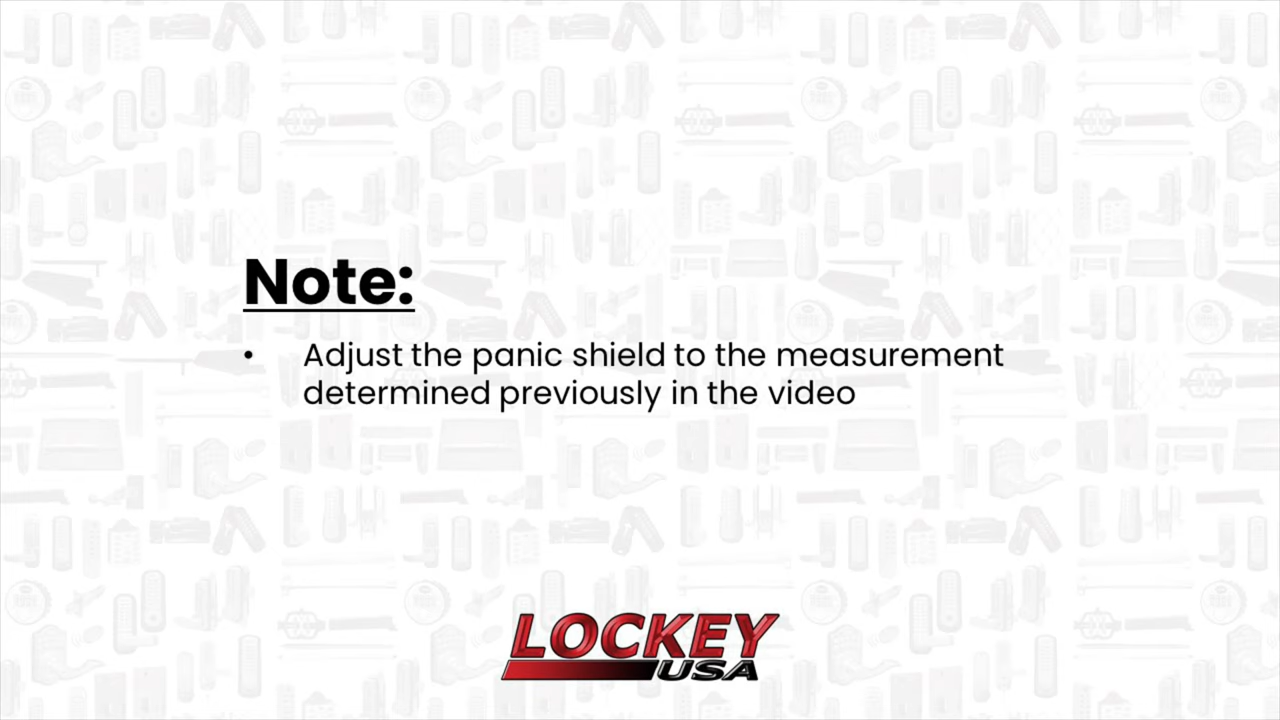 Note:
• Adjust the panic shield to the measurement
determined previously in the video
LOCKEY
USA